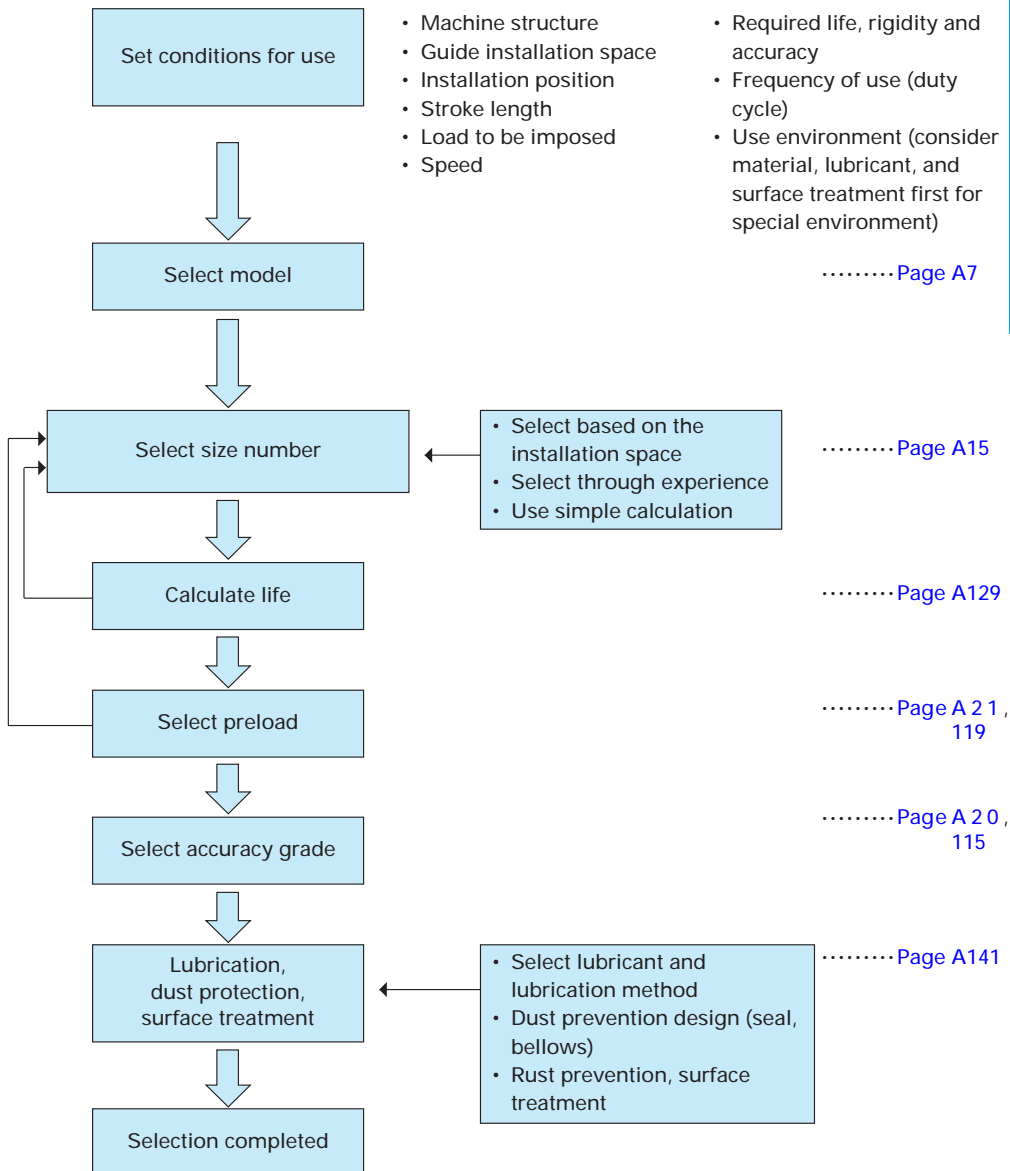 Set conditions for use
• Machine structure
• Guide installation space
• Installation position
• Stroke length
• Load to be imposed
• Speed
• Required life, rigidity and
accuracy
• Frequency of use (duty
cycle)
• Use environment (consider
material, lubricant, and
surface treatment first for
special environment)
Select model
·········Page A7
Select size number
• Select based on the
installation space
• Select through experience
• Use simple calculation
·········Page A15
Calculate life
·········Page A129
Select preload
·········Page A 2 1 ,
119
Select accuracy grade
·········Page A 2 0 ,
115
Lubrication,
dust protection,
surface treatment
• Select lubricant and
lubrication method
• Dust prevention design (seal,
bellows)
• Rust prevention, surface
treatment
·········Page A141
Selection completed